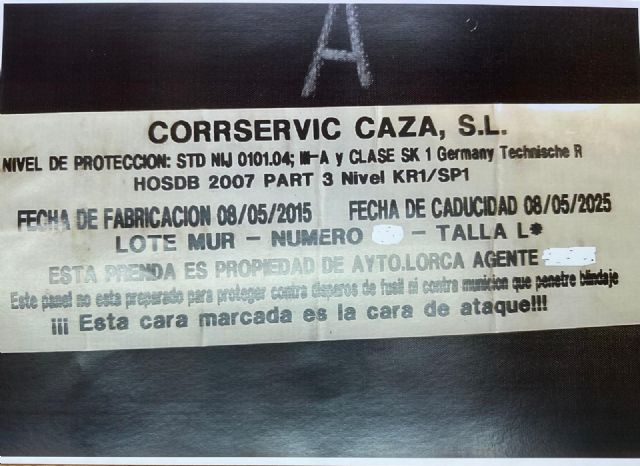 A
CORRSERVIC CAZA, S.L.
NIVEL DE PROTECCION: STD NIJ 0101.04; III-A y CLASE SK 1 Germany Technische R
HOSDB 2007 PART 3 Nivel KR1/SP1
FECHA DE FABRICACION 08/05/2015 FECHA DE CADUCIDAD 08/05/2025
LOTE MUR - NUMERO - TALLA L*
ESTA PRENDA ES PROPIEDAD DE AYTO.LORCA AGENTE
Este panel no esta preparado para proteger contra disparos de fusil si contra municion que penetre blindaje
¡¡¡ Esta cara marcada es la cara de ataque!!!